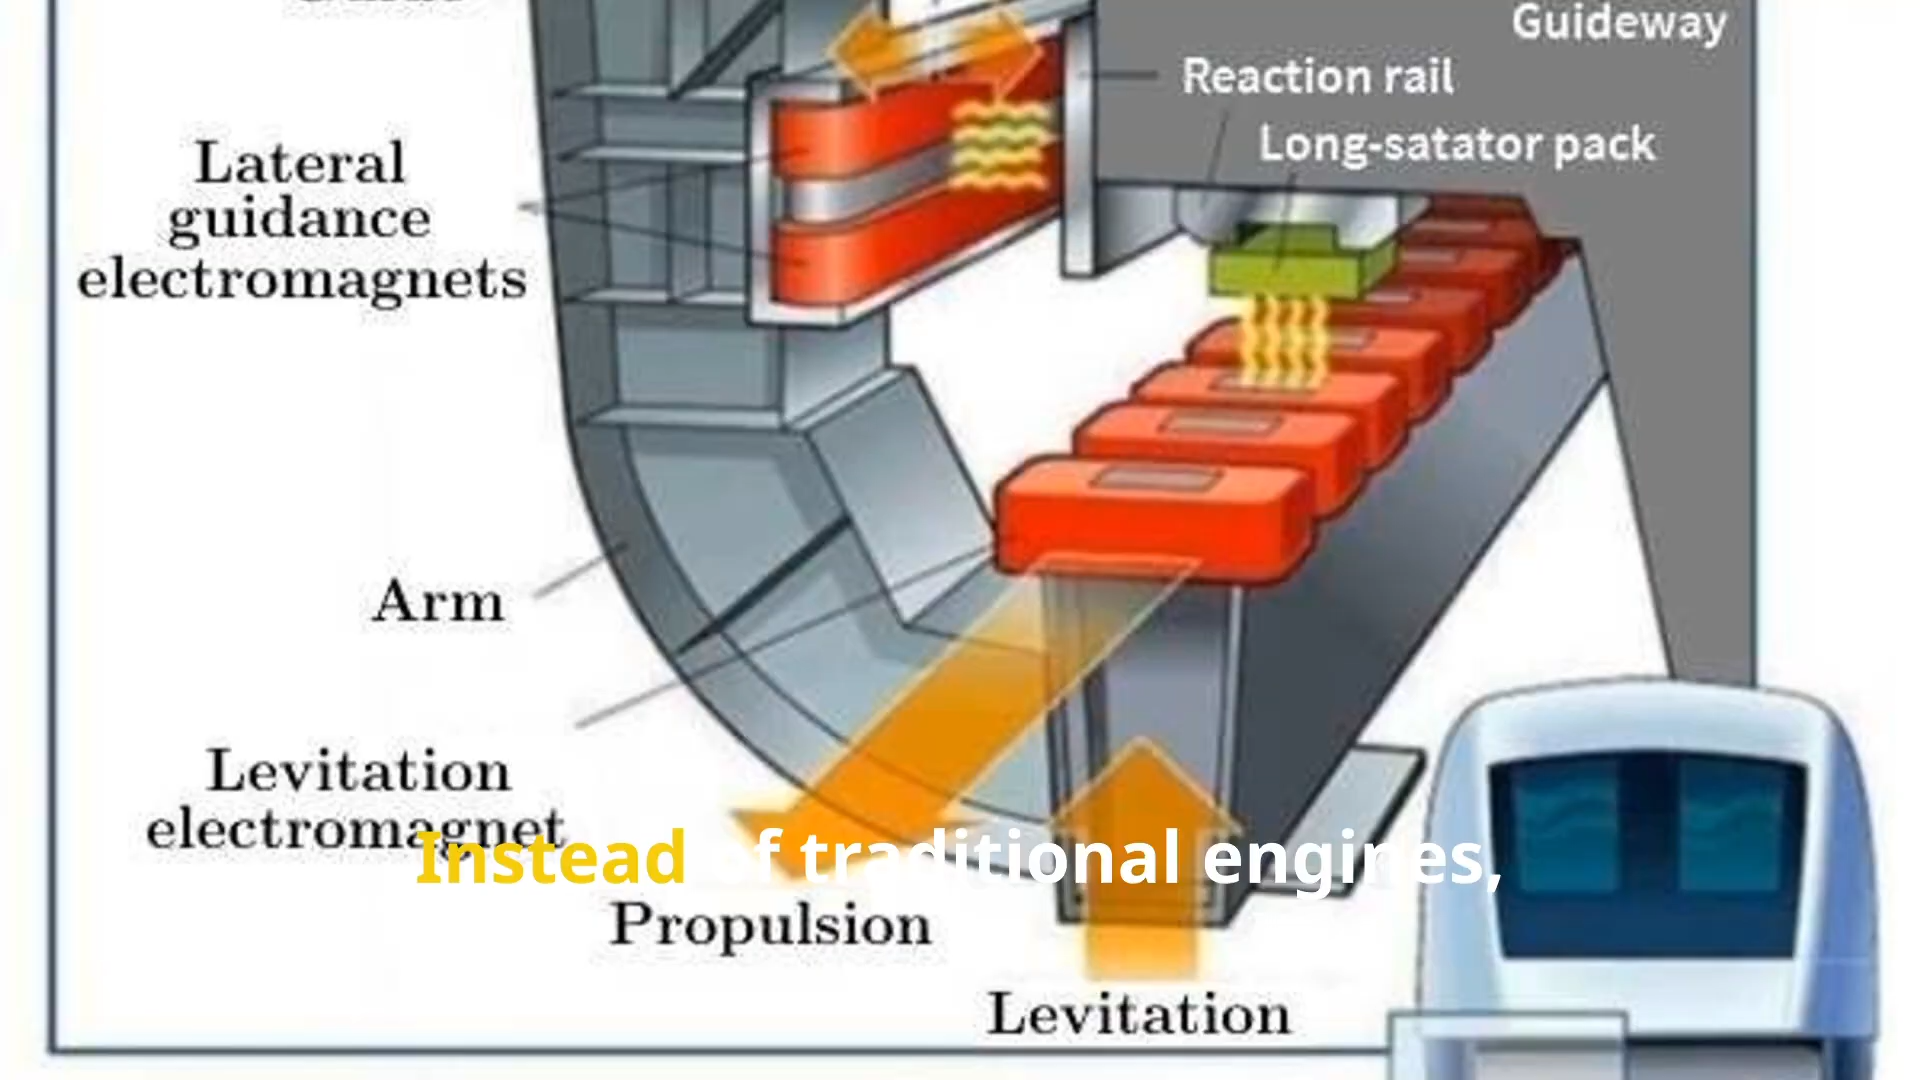 Guideway
Reaction rail
Long-satator pack
Lateral
guidance
electromagnets
Arm
Levitation
electromagnet
Instead of traditional engines,
Propulsion
Levitation